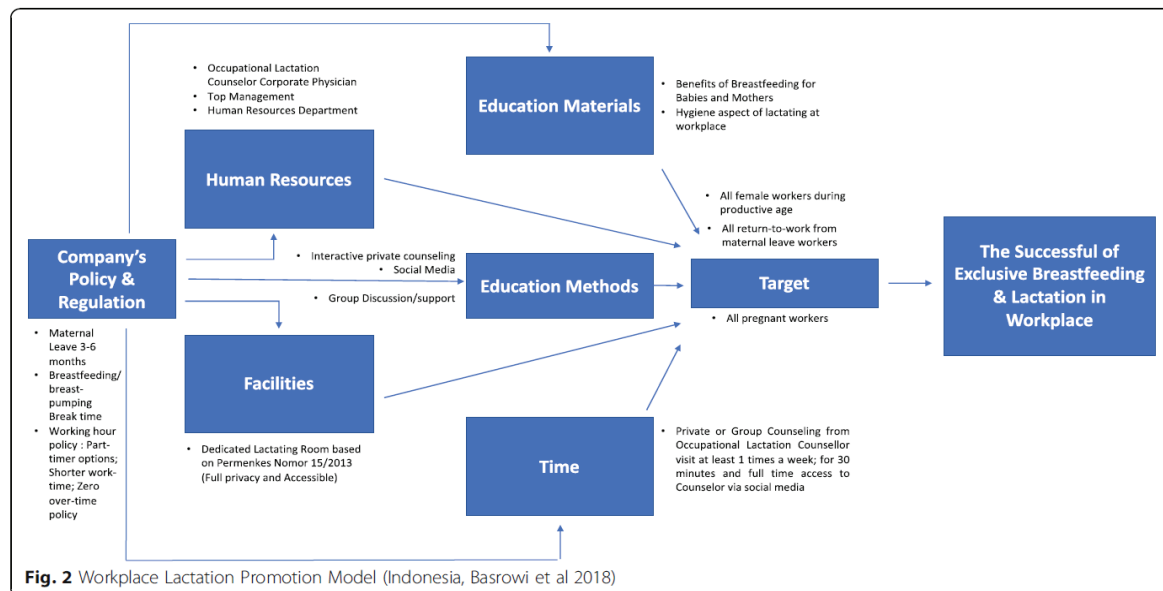 • Occupational Lactation
Counselor Corporate Physician
• Top Management
• Human Resources Department
Education Materials
• Benefits of Breastfeeding for
Babies and Mothers
• Hygiene aspect of lactating at
workplace
Human Resources
• All female workers during
productive age
• All return-to-work from
maternal leave workers
Company’s
Policy &
Regulation
• Interactive private counseling
• Social Media
• Group Discussion/support
Education Methods
Target
• All pregnant workers
The Successful of
Exclusive Breastfeeding
& Lactation in
Workplace
• Maternal
Leave 3-6
months
• Breastfeeding/
breast-
pumping
Break time
• Working hour
policy : Part-
timer options;
Shorter work-
time; Zero
over-time
policy
Facilities
• Dedicated Lactating Room based
on Permenkes Nomor 15/2013
(Full privacy and Accessible)
Time
• Private or Group Counseling from
Occupational Lactation Counsellor
visit at least 1 times a week; for 30
minutes and full time access to
Counselor via social media
Fig. 2 Workplace Lactation Promotion Model (Indonesia, Basrowi et al 2018)